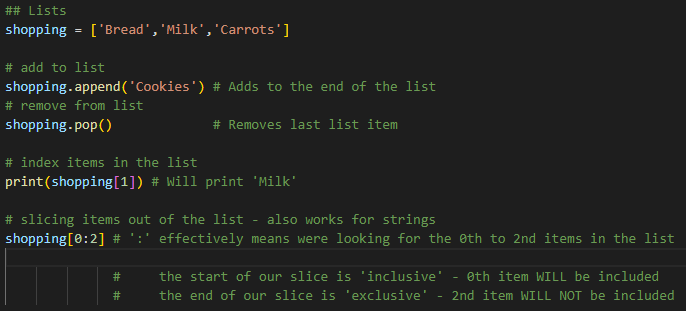 ## Lists
shopping = ['Bread','Milk','Carrots']
# add to list
shopping.append('Cookies') # Adds to the end of the list
# remove from list
shopping.pop() # Removes last list item
# index items in the list
print(shopping[1]) # Will print 'Milk'
# slicing items out of the list - also works for strings
shopping[0:2] # ':' effectively means were looking for the 0th to 2nd items in the list
# the start of our slice is 'inclusive' - 0th item WILL be included
# the end of our slice is 'exclusive' - 2nd item WILL NOT be included